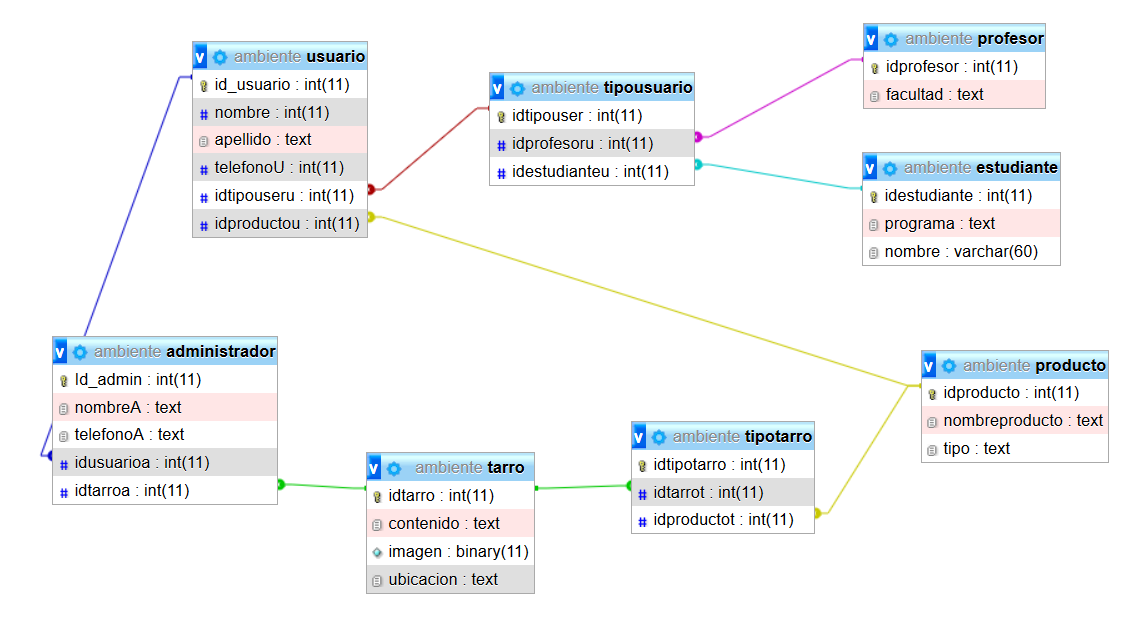 v ambiente usuario
id_usuario : int(11)
# nombre : int(11)
apellido : text
# telefonoU : int(11)
# idtipouseru : int(11)
# idproductou : int(11)
v ambiente tipousuario
idtipouser : int(11)
# idprofesoru : int(11)
# idestudianteu : int(11)
v ambiente profesor
idprofesor : int(11)
facultad : text
v ambiente estudiante
idestudiante : int(11)
programa : text
nombre : varchar(60)
v ambiente administrador
Id_admin : int(11)
nombreA : text
telefonoA : text
# idusuarioa : int(11)
# idtarroa : int(11)
v ambiente tarro
idtarro : int(11)
contenido : text
imagen : binary(11)
ubicacion : text
v ambiente tipotarro
idtipotarro : int(11)
# idtarrot : int(11)
# idproductot : int(11)
v ambiente producto
idproducto : int(11)
nombreproducto : text
tipo : text